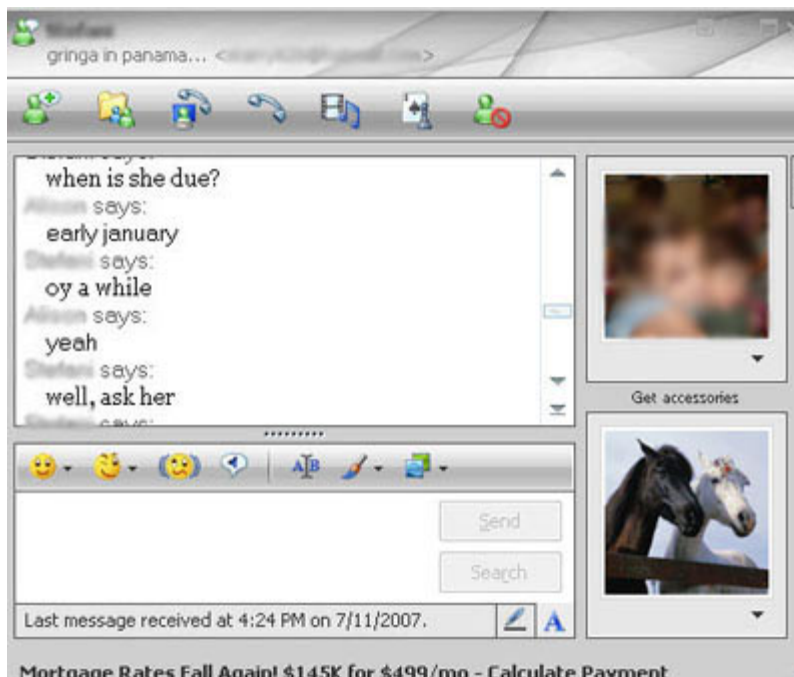 gringa in panama... < >
says:
when is she due?
says:
early january
says:
oy a while
says:
yeah
says:
well, ask her
says:
Get accessories
Send
Search
Last message received at 4:24 PM on 7/11/2007.
Mortgage Rates Fall Again! $145K for $499/mo - Calculate Payment